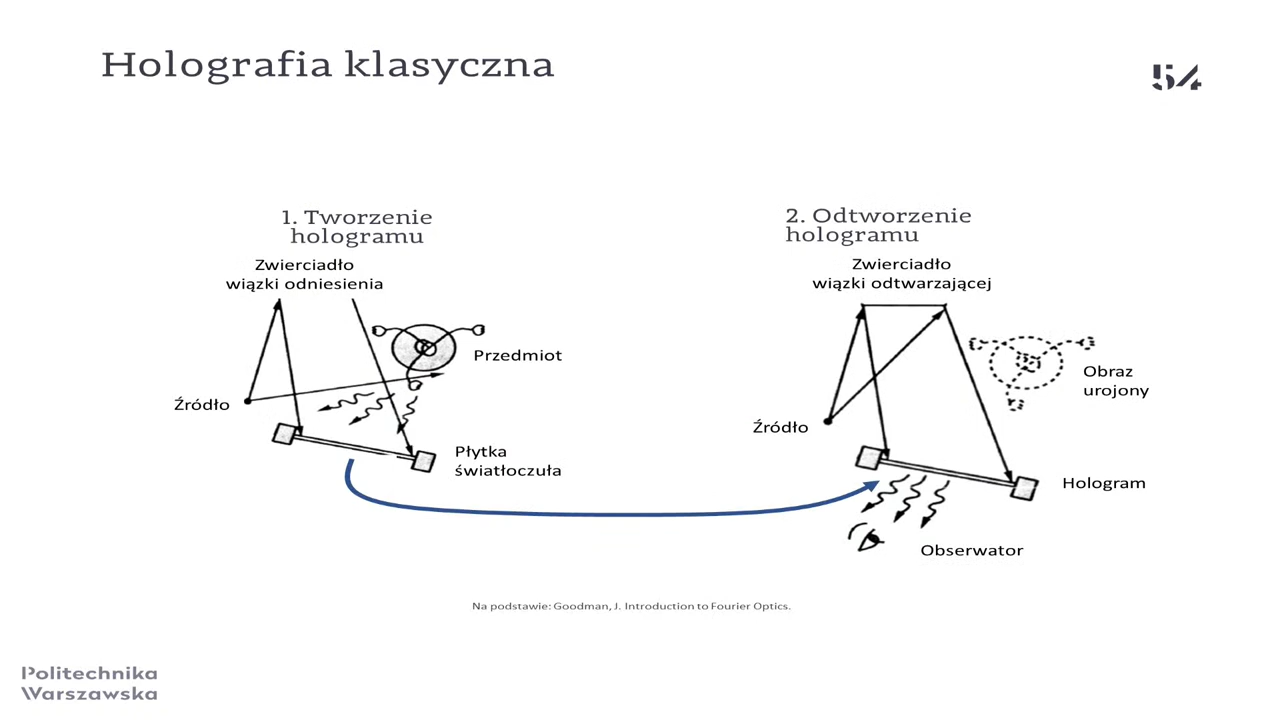 Holografia klasyczna
54
1. Tworzenie
hologramu
Zwierciadło
wiązki odniesienia
Przedmiot
Źródło
Płytka
światłoczuła
2. Odtworzenie
hologramu
Zwierciadło
wiązki odtwarzającej
Obraz
urojony
Źródło
Hologram
Obserwator
Na podstawie: Goodman, J. Introduction to Fourier Optics.
Politechnika
Warszawska